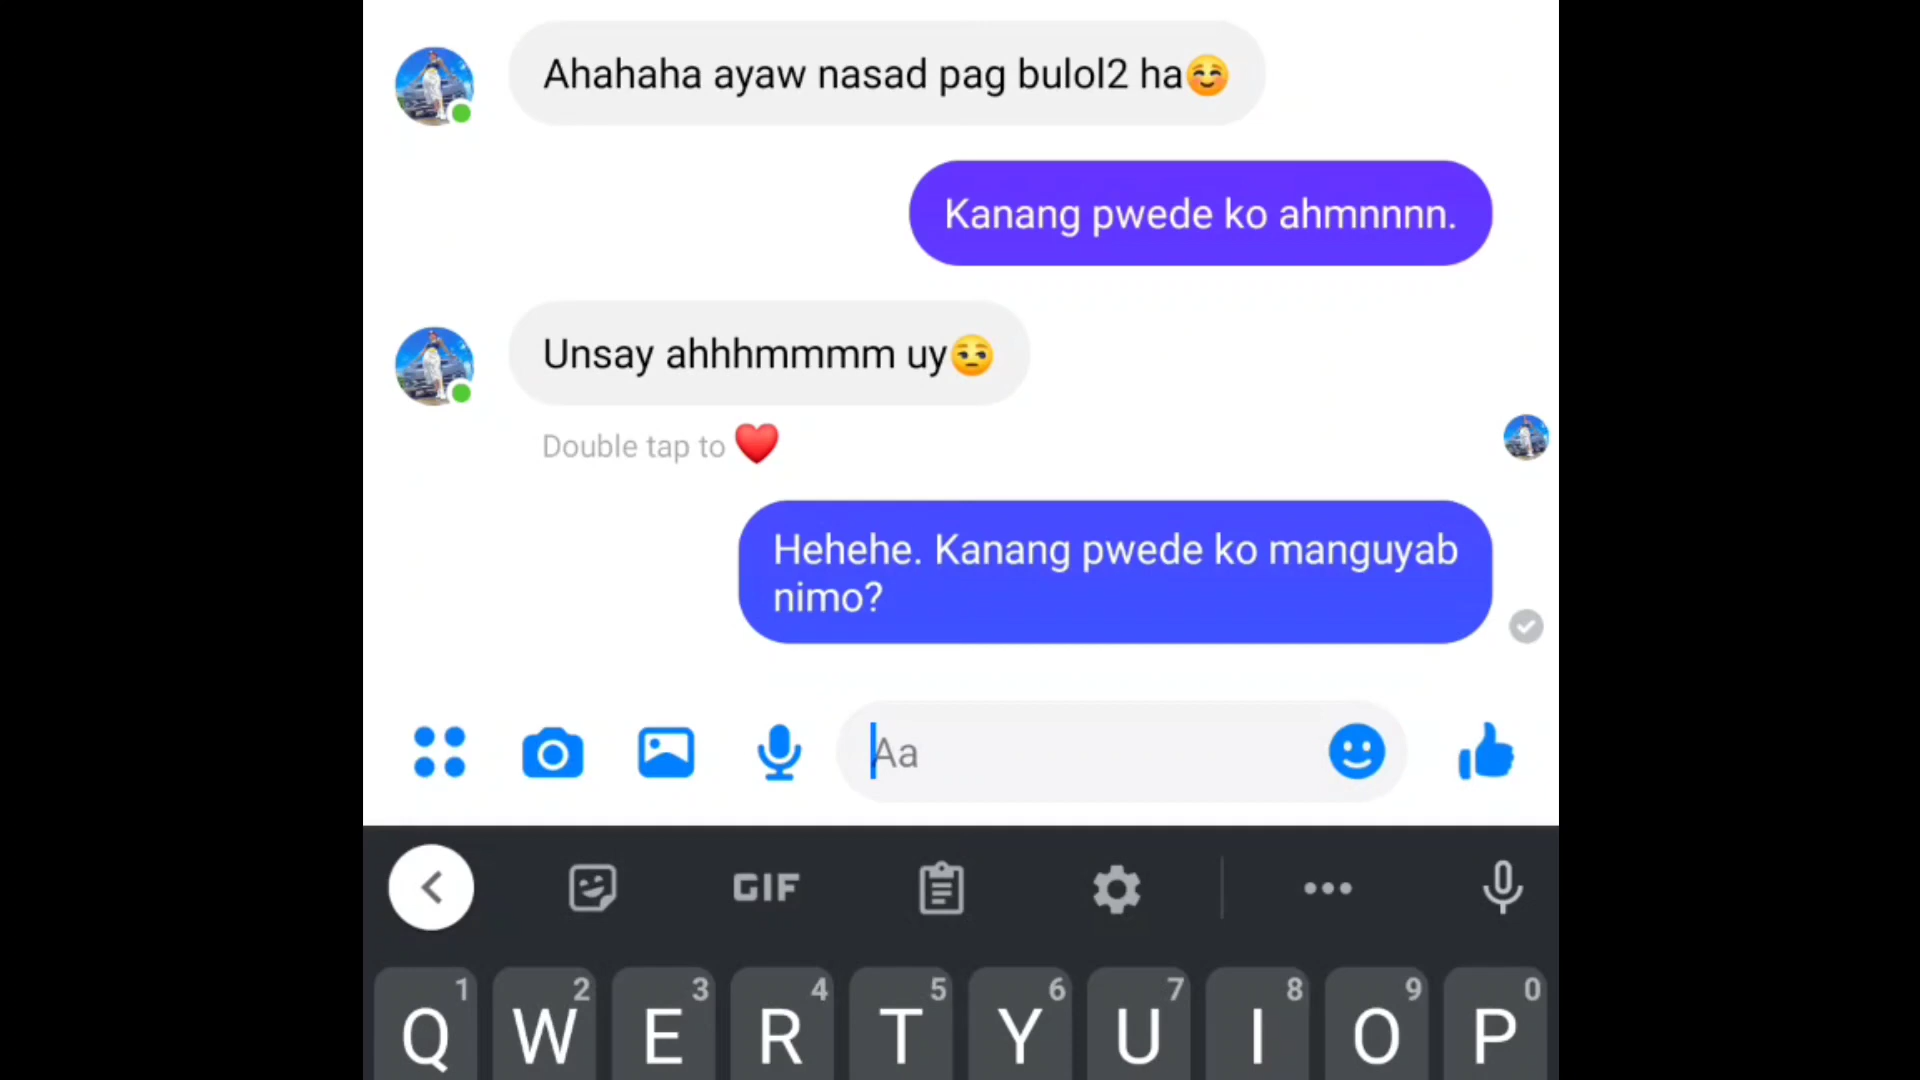 Ahahaha ayaw nasad pag bulol2 ha☺️
Kanang pwede ko ahmnnnn.
Unsay ahhhmmmm uy😒
Double tap to ❤️
Hehehe. Kanang pwede ko manguyab
nimo?
Aa
GIF
1 2 3 4 5 6 7 8 9 0
Q W E R T Y U I O P